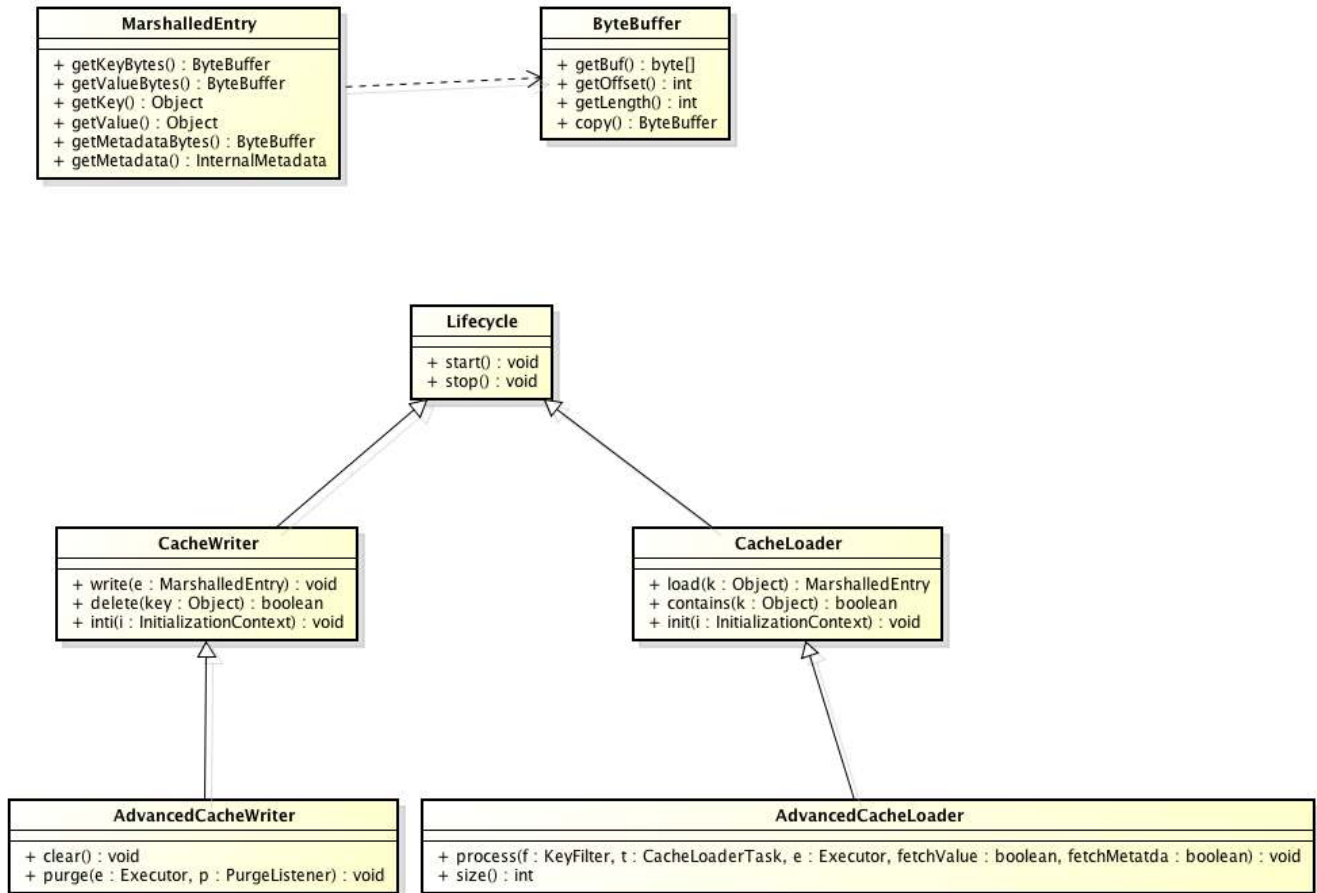 MarshalledEntry
+ getKeyBytes() : ByteBuffer
+ getValueBytes() : ByteBuffer
+ getKey() : Object
+ getValue() : Object
+ getMetadataBytes() : ByteBuffer
+ getMetadata() : InternalMetadata
ByteBuffer
+ getBuf() : byte[]
+ getOffset() : int
+ getLength() : int
+ copy() : ByteBuffer
Lifecycle
+ start() : void
+ stop() : void
CacheWriter
+ write(e : MarshalledEntry) : void
+ delete(key : Object) : boolean
+ inti(i : InitializationContext) : void
CacheLoader
+ load(k : Object) : MarshalledEntry
+ contains(k : Object) : boolean
+ init(i : InitializationContext) : void
AdvancedCacheWriter
+ clear() : void
+ purge(e : Executor, p : PurgeListener) : void
AdvancedCacheLoader
+ process(f : KeyFilter, t : CacheLoaderTask, e : Executor, fetchValue : boolean, fetchMetatda : boolean) : void
+ size() : int